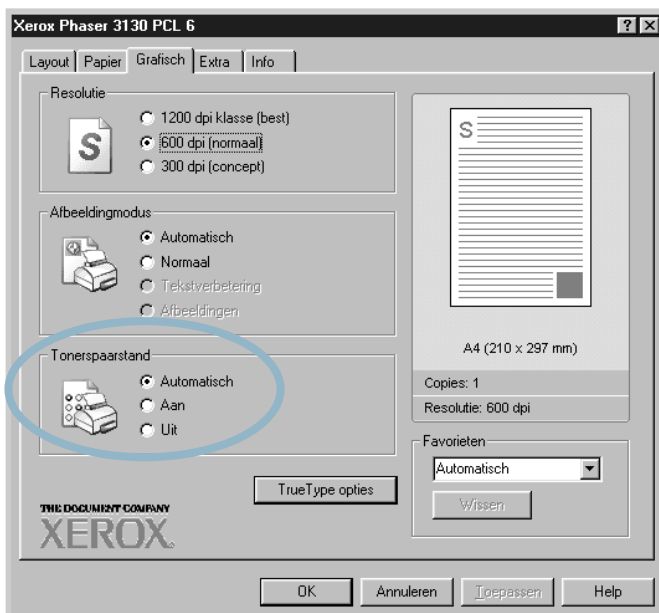 Xerox Phaser 3130 PCL 6
Layout Papier Grafisch Extra Info
Resolutie
1200 dpi klasse (best)
600 dpi (normaal)
300 dpi (concept)
S
Afbeeldingmodus
Automatisch
Normaal
Tekstverbetering
Afbeeldingen
Tonerspaarstand
Automatisch
Aan
Uit
TrueType opties
THE DOCUMENT COMPANY
XEROX
S
A4 (210 x 297 mm)
Copies: 1
Resolutie: 600 dpi
Favorieten
Automatisch
Wissen
OK Annuleren Toepassen Help